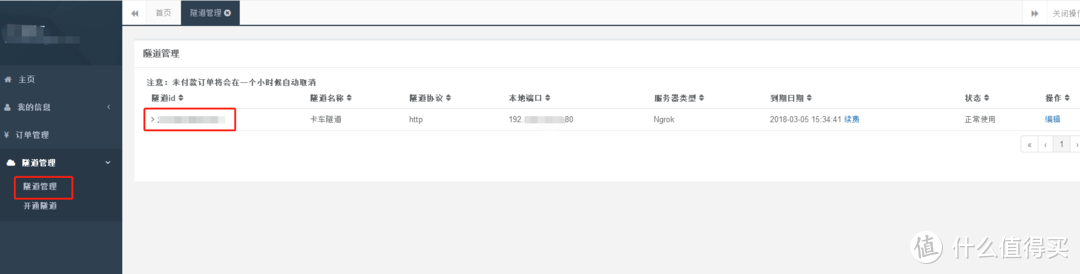 首页
隧道管理
关闭操
隧道管理
注意：未付款订单将会在一个小时候自动取消
隧道id 隧道名称 隧道协议 本地端口 服务器类型 到期日期 状态 操作
卡车隧道 http 192. 80 Ngrok 2018-03-05 15:34:41 续费 正常使用 编辑
« ‹ 1 ›
主页
我的信息
¥ 订单管理
隧道管理
隧道管理
开通隧道
值 什么值得买